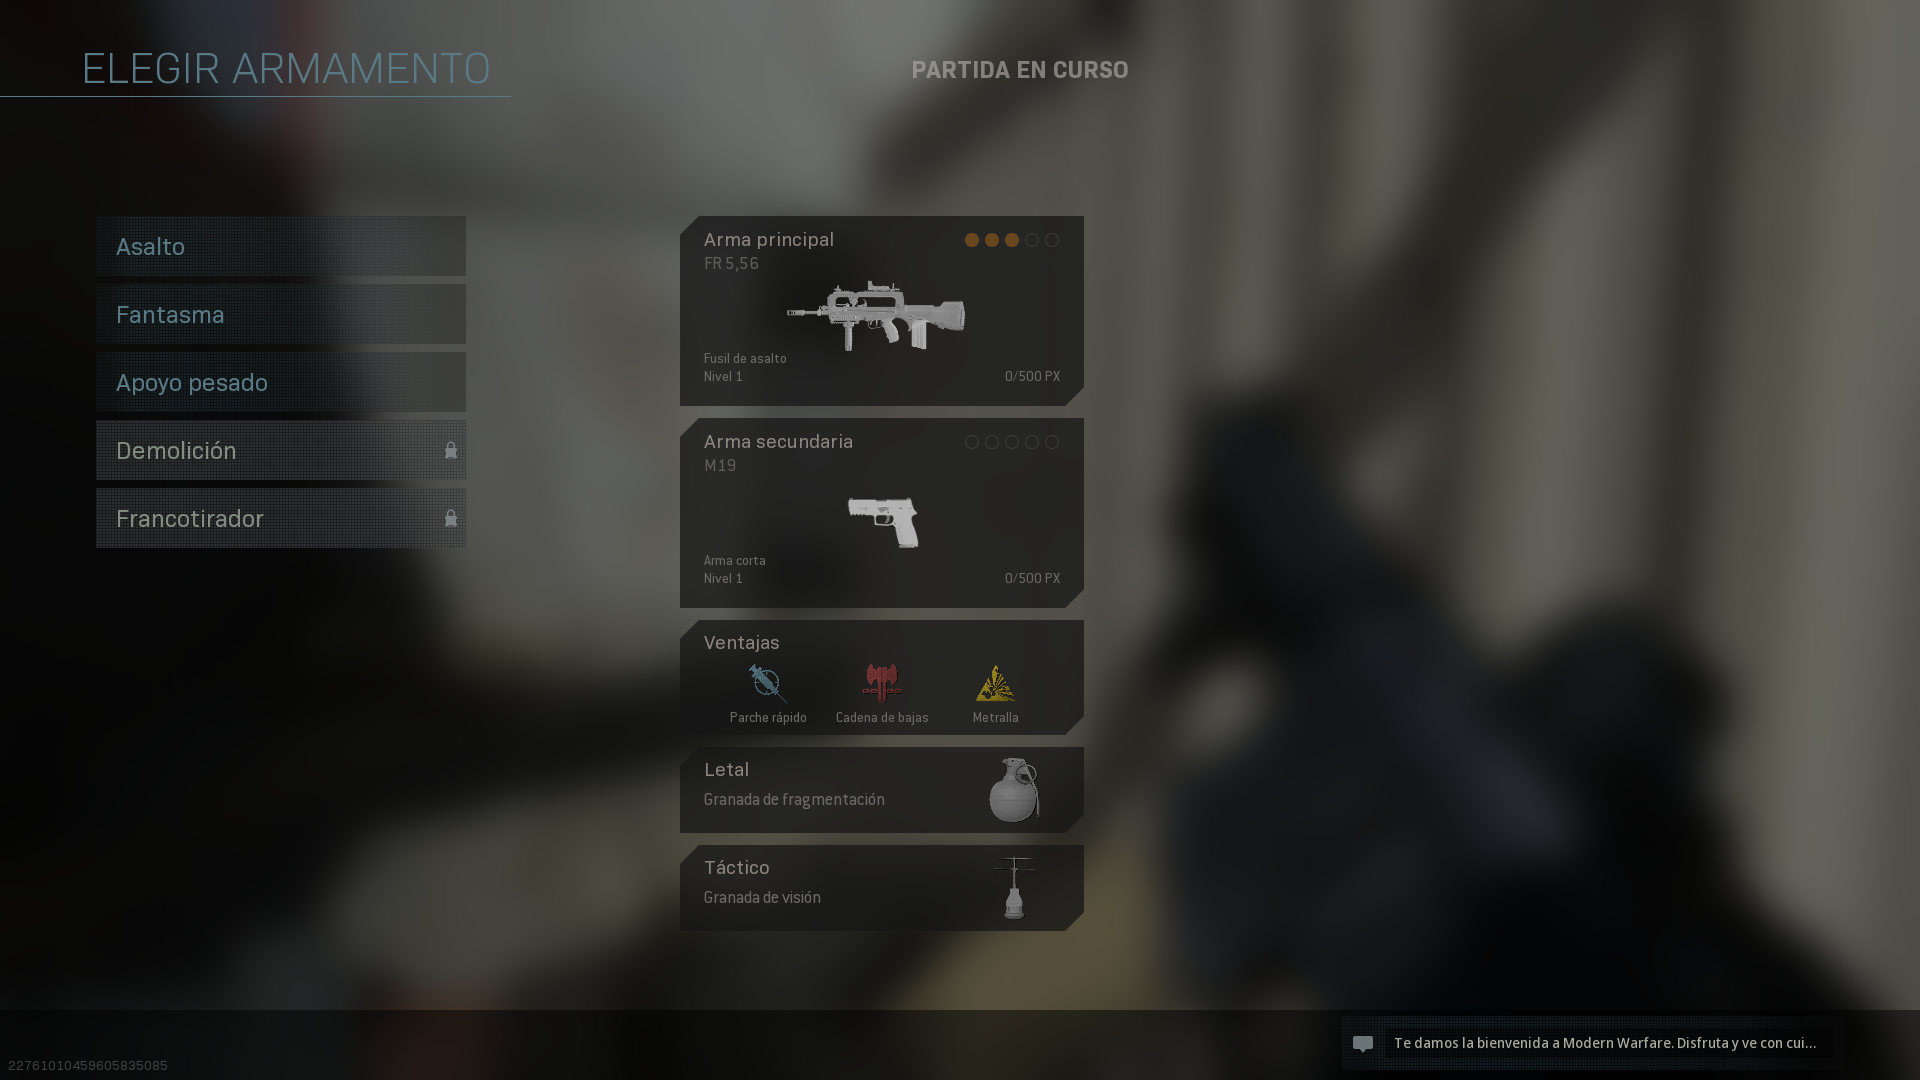 ELEGIR ARMAMENTO
PARTIDA EN CURSO
Asalto
Fantasma
Apoyo pesado
Demolición
Francotirador
Arma principal
FR 5,56
Fusil de asalto
Nivel 1
0/500 PX
Arma secundaria
M19
Arma corta
Nivel 1
0/500 PX
Ventajas
Parche rápido
Cadena de bajas
Metralla
Letal
Granada de fragmentación
Táctico
Granada de visión
Te damos la bienvenida a Modern Warfare. Disfruta y ve con cui...
22761010459605835085